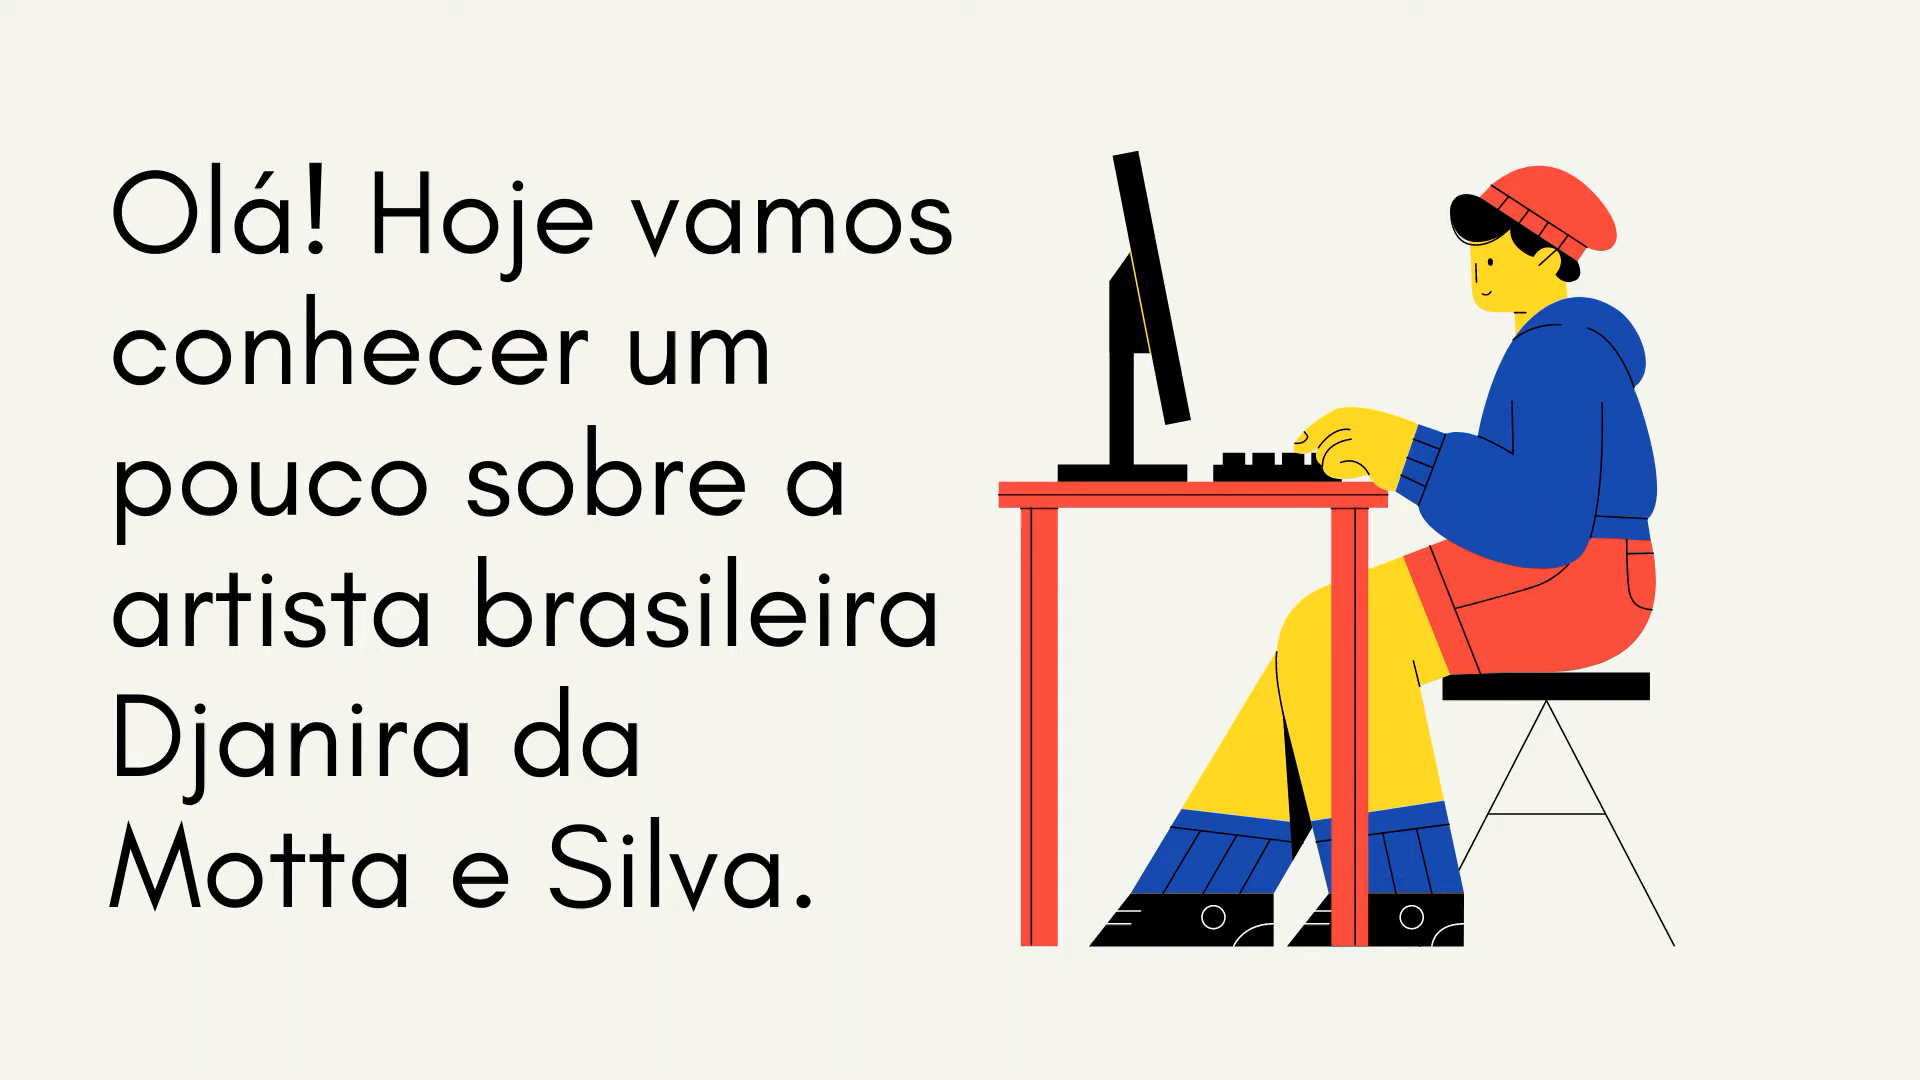 Olá! Hoje vamos
conhecer um
pouco sobre a
artista brasileira
Djanira da
Motta e Silva.